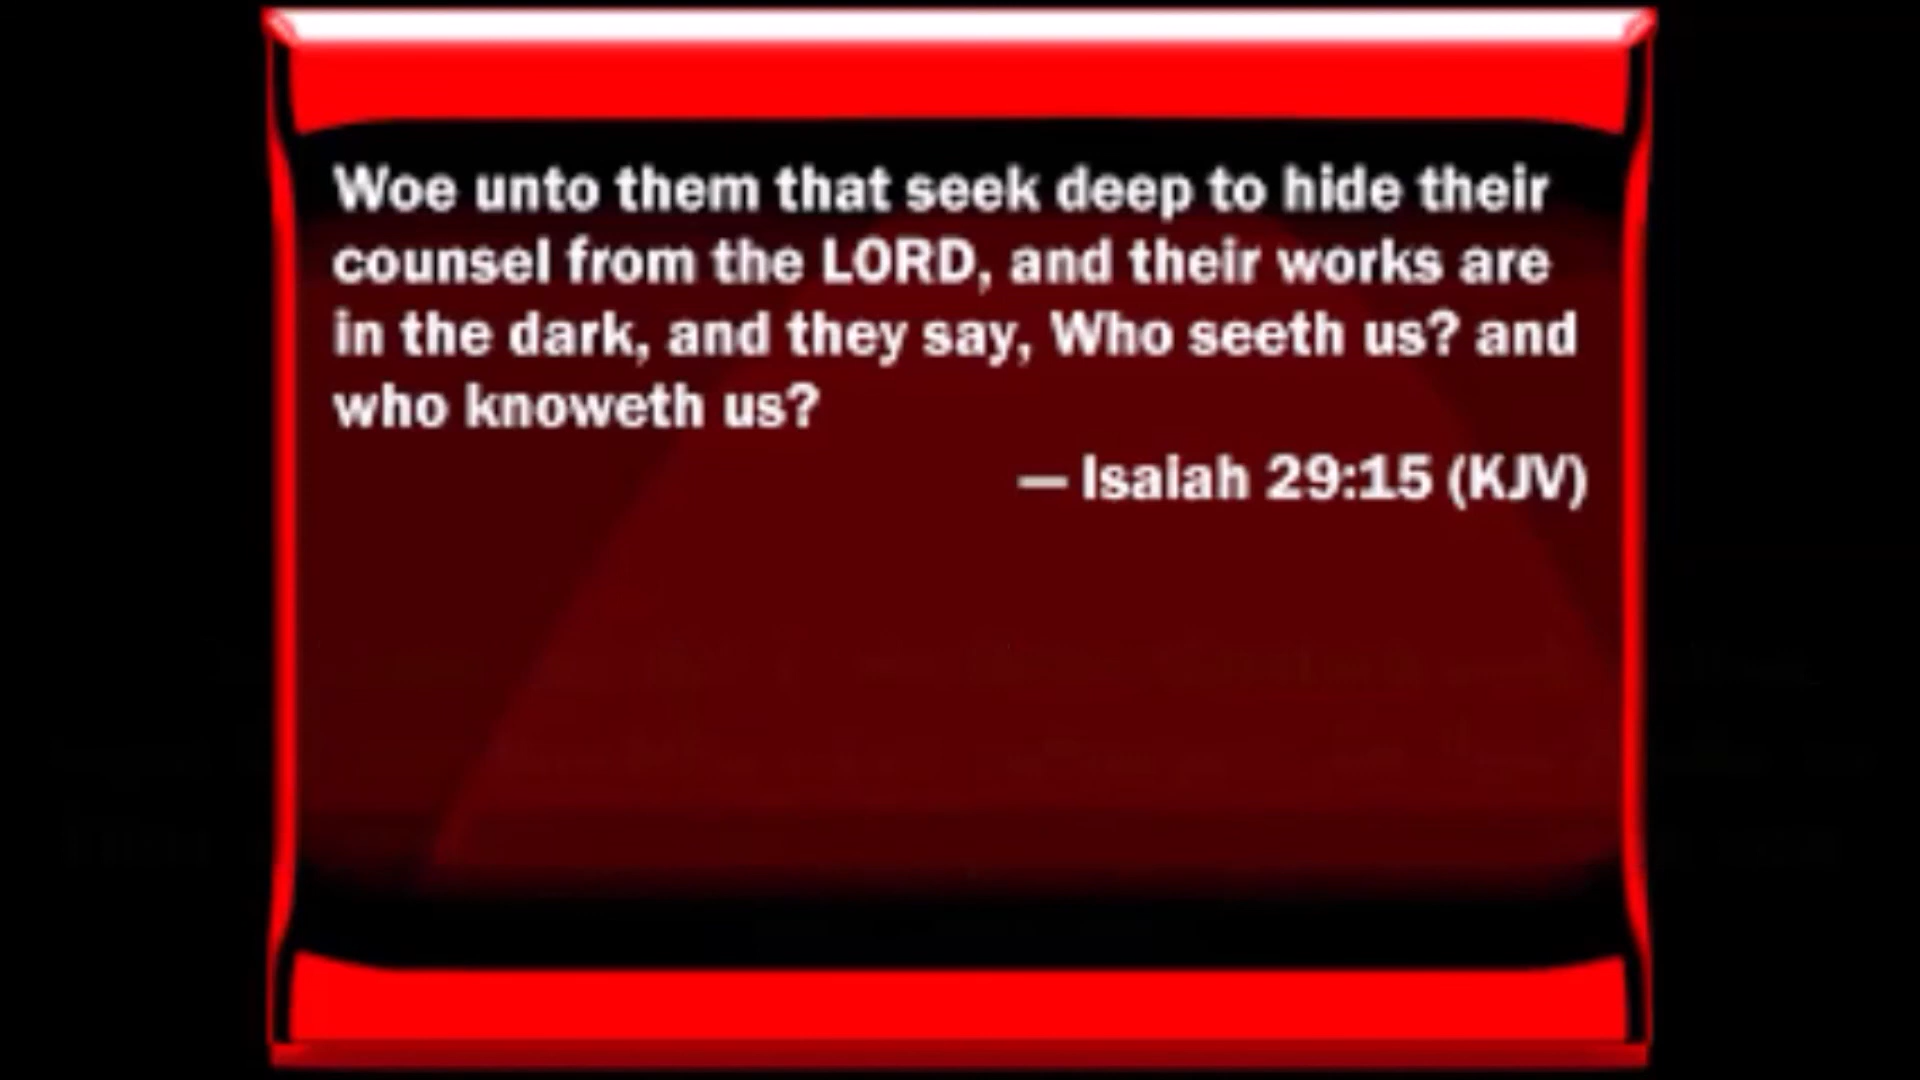 Woe unto them that seek deep to hide their
counsel from the LORD, and their works are
in the dark, and they say, Who seeth us? and
who knoweth us?
— Isaiah 29:15 (KJV)